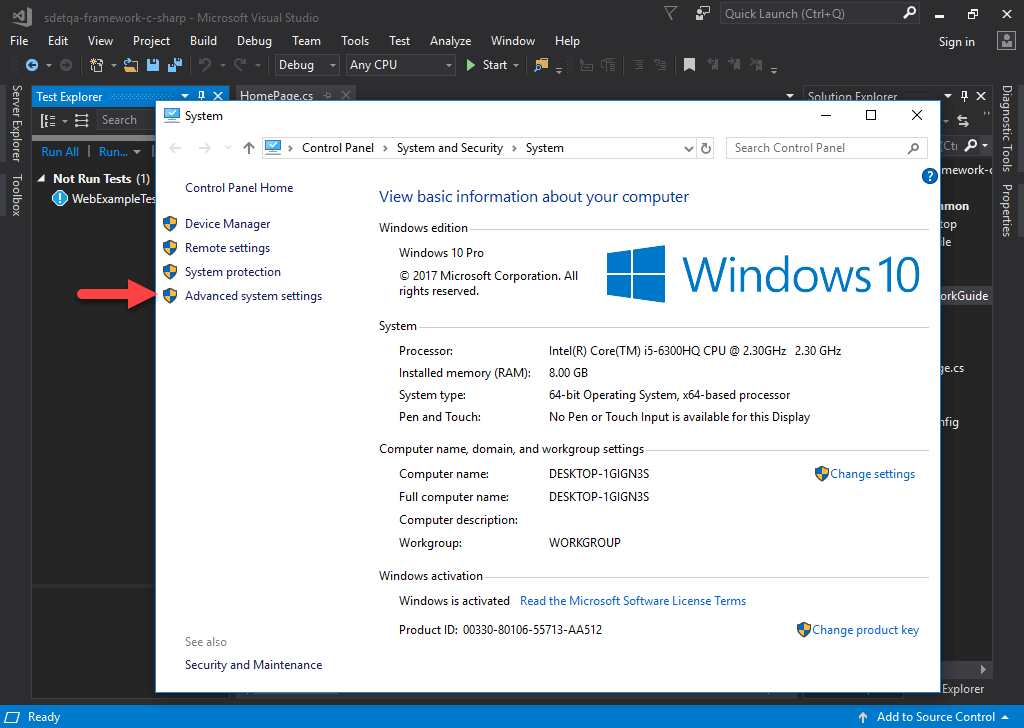 sdetqa-framework-c-sharp - Microsoft Visual Studio
Quick Launch (Ctrl+Q)
File Edit View Project Build Debug Team Tools Test Analyze Window Help
Sign in
Debug Any CPU Start
Server Explorer
Toolbox
Test Explorer
HomePage.cs
Solution Explorer
Search
Run All | Run...
Not Run Tests (1)
WebExampleTes
System
Control Panel > System and Security > System
Search Control Panel
Control Panel Home
Device Manager
Remote settings
System protection
Advanced system settings
See also
Security and Maintenance
View basic information about your computer
Windows edition
Windows 10 Pro
© 2017 Microsoft Corporation. All
rights reserved.
Windows 10
System
Processor: Intel(R) Core(TM) i5-6300HQ CPU @ 2.30GHz 2.30 GHz
Installed memory (RAM): 8.00 GB
System type: 64-bit Operating System, x64-based processor
Pen and Touch: No Pen or Touch Input is available for this Display
Computer name, domain, and workgroup settings
Computer name: DESKTOP-1GIGN3S
Change settings
Full computer name: DESKTOP-1GIGN3S
Computer description:
Workgroup: WORKGROUP
Windows activation
Windows is activated Read the Microsoft Software License Terms
Product ID: 00330-80106-55713-AA512
Change product key
(Ct
mework-c
mmon
top
le
orkGuide
ge.cs
nfig
Explorer
Diagnostic Tools
Properties
Ready
Add to Source Control